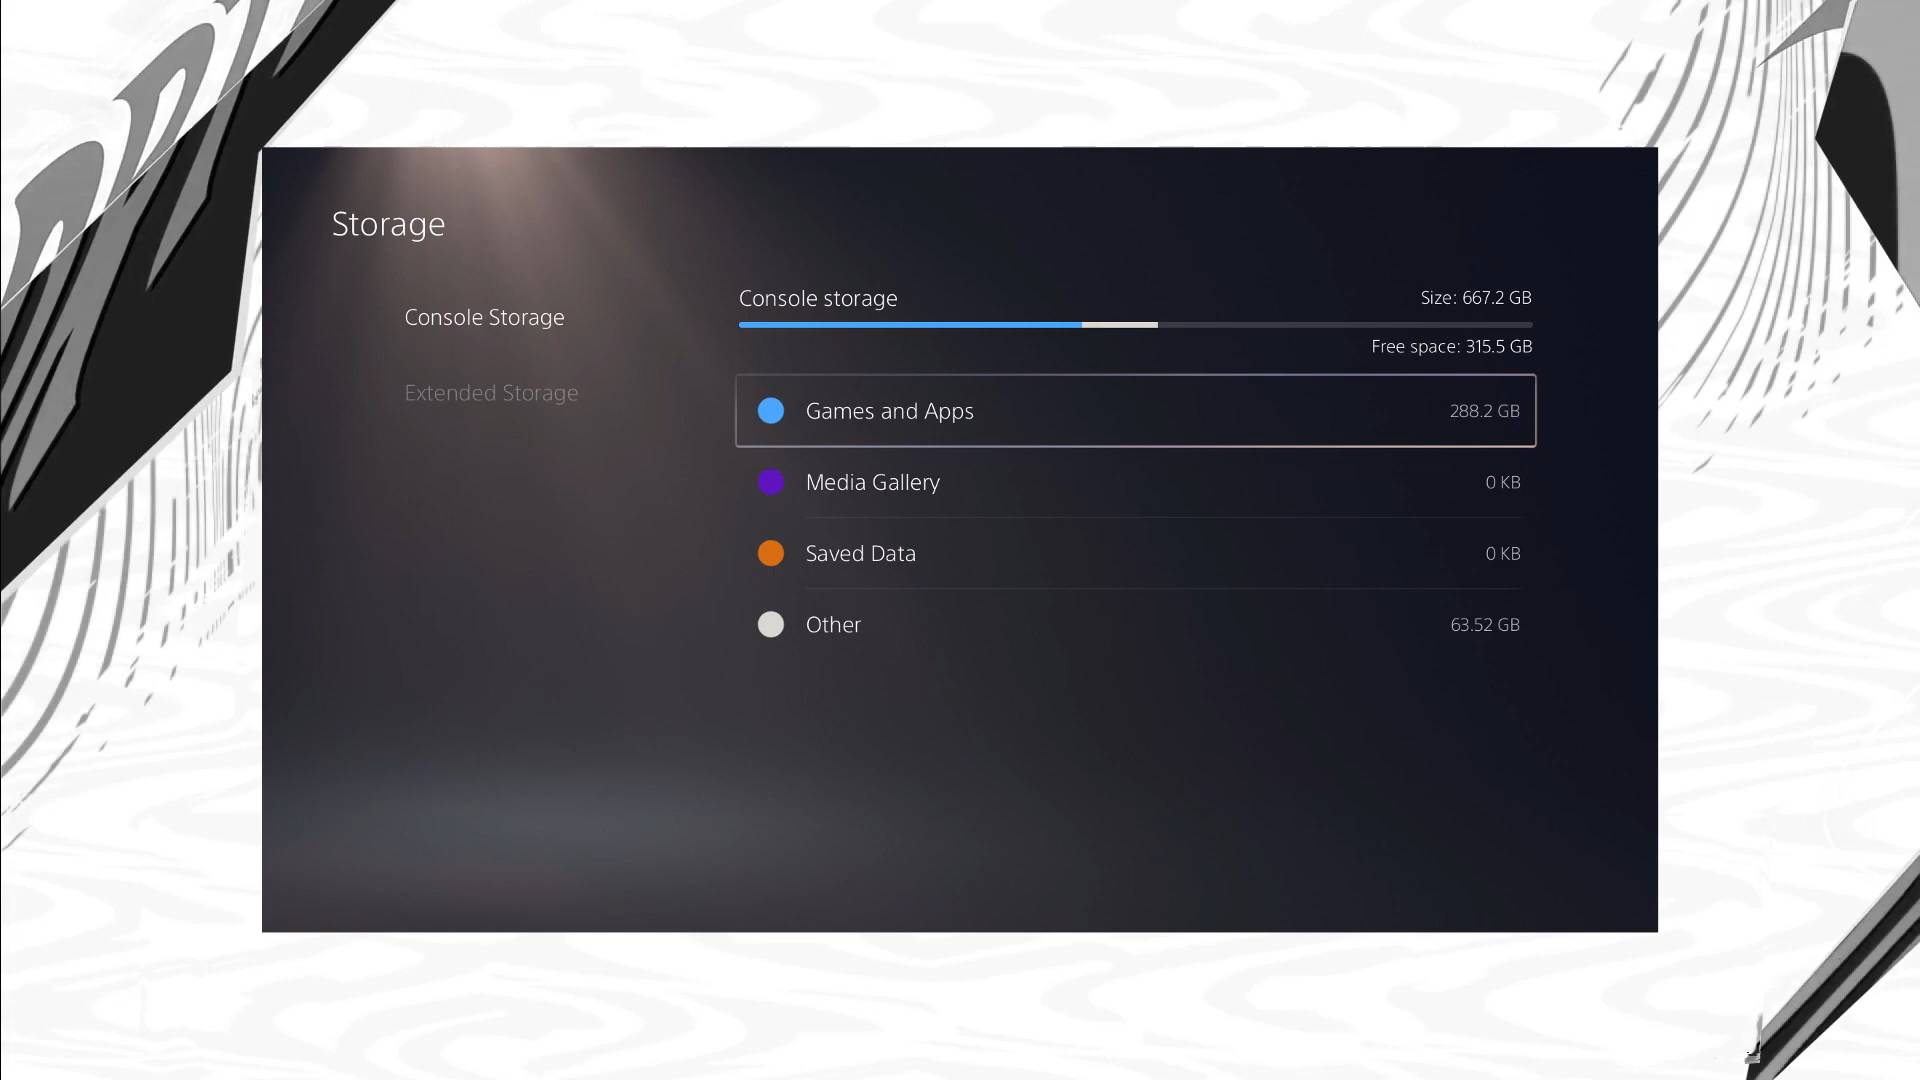 Storage
Console Storage
Extended Storage
Console storage
Size: 667.2 GB
Free space: 315.5 GB
Games and Apps
288.2 GB
Media Gallery
0 KB
Saved Data
0 KB
Other
63.52 GB